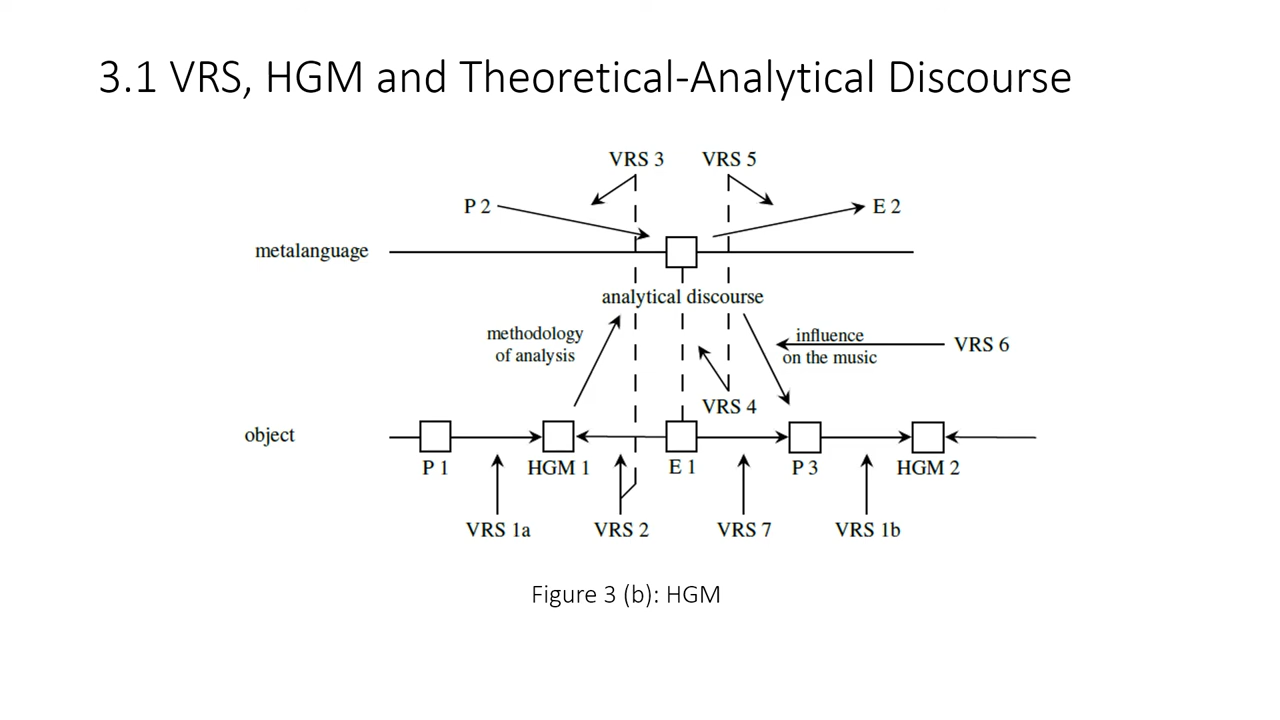 3.1 VRS, HGM and Theoretical-Analytical Discourse
VRS 3
VRS 5
P 2
E 2
metalanguage
analytical discourse
methodology
of analysis
influence
on the music
VRS 6
VRS 4
object
P 1
HGM 1
E 1
P 3
HGM 2
VRS 1a
VRS 2
VRS 7
VRS 1b
Figure 3 (b): HGM